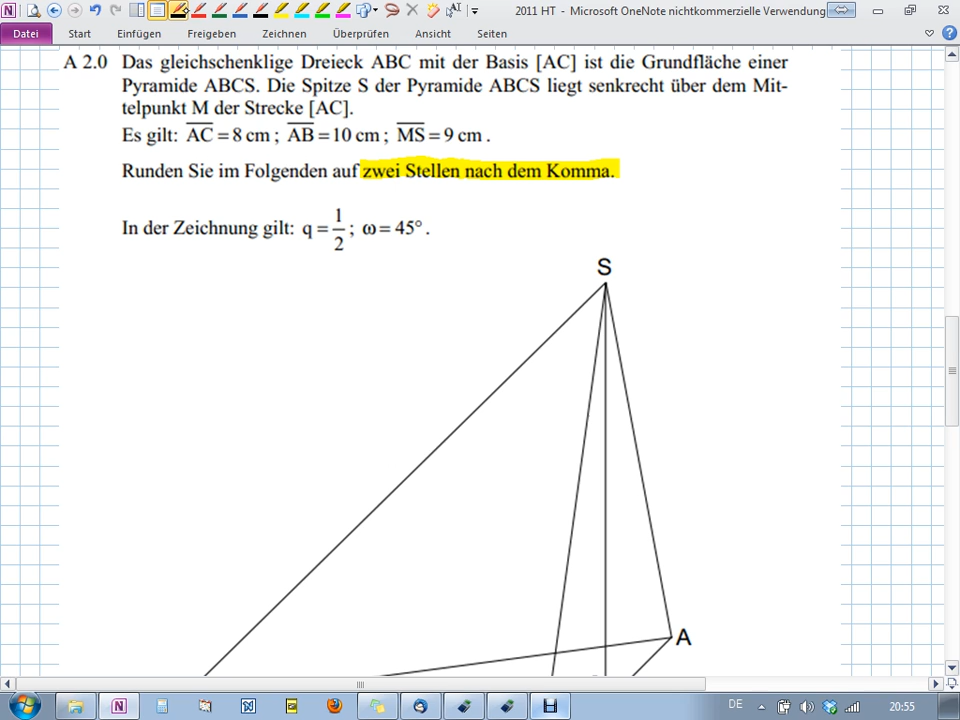 2011 HT - Microsoft OneNote nichtkommerzielle Verwendung
Datei Start Einfügen Freigeben Zeichnen Überprüfen Ansicht Seiten
A 2.0 Das gleichschenklige Dreieck ABC mit der Basis [AC] ist die Grundfläche einer
Pyramide ABCS. Die Spitze S der Pyramide ABCS liegt senkrecht über dem Mit-
telpunkt M der Strecke [AC].
Es gilt: A̅C̅ = 8 cm ; A̅B̅ = 10 cm ; M̅S̅ = 9 cm .
Runden Sie im Folgenden auf zwei Stellen nach dem Komma.
In der Zeichnung gilt: q = 1/2 ; ω = 45° .
S
A
DE 20:55